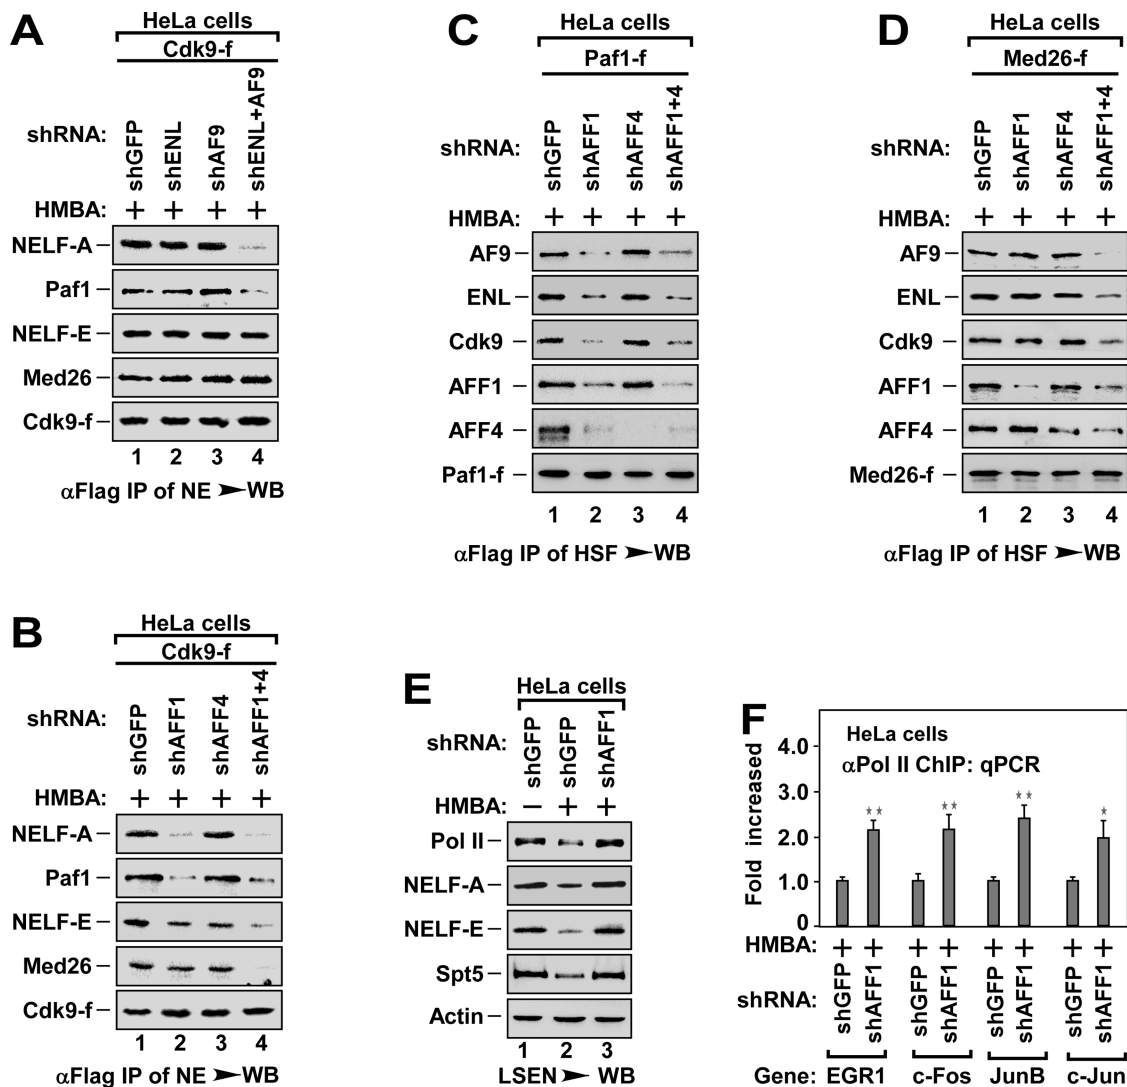 A
HeLa cells
Cdk9-f
shRNA:
shGFP
shENL
shAF9
shENL+AF9
HMBA: + + + +
NELF-A
Paf1
NELF-E
Med26
Cdk9-f
1 2 3 4
αFlag IP of NE ➤ WB
B
HeLa cells
Cdk9-f
shRNA:
shGFP
shAFF1
shAFF4
shAFF1+4
HMBA: + + + +
NELF-A
Paf1
NELF-E
Med26
Cdk9-f
1 2 3 4
αFlag IP of NE ➤ WB
C
HeLa cells
Paf1-f
shRNA:
shGFP
shAFF1
shAFF4
shAFF1+4
HMBA: + + + +
AF9
ENL
Cdk9
AFF1
AFF4
Paf1-f
1 2 3 4
αFlag IP of HSF ➤ WB
D
HeLa cells
Med26-f
shRNA:
shGFP
shAFF1
shAFF4
shAFF1+4
HMBA: + + + +
AF9
ENL
Cdk9
AFF1
AFF4
Med26-f
1 2 3 4
αFlag IP of HSF ➤ WB
E
HeLa cells
shRNA:
shGFP
shGFP
shAFF1
HMBA: − + +
Pol II
NELF-A
NELF-E
Spt5
Actin
1 2 3
LSEN ➤ WB
F
HeLa cells
αPol II ChIP: qPCR
Fold increased
4.0
3.0
2.0
1.0
0
★★ ★★ ★★ ★
HMBA: + + + + + + + +
shRNA:
shGFP
shAFF1
shGFP
shAFF1
shGFP
shAFF1
shGFP
shAFF1
Gene: EGR1 c-Fos JunB c-Jun